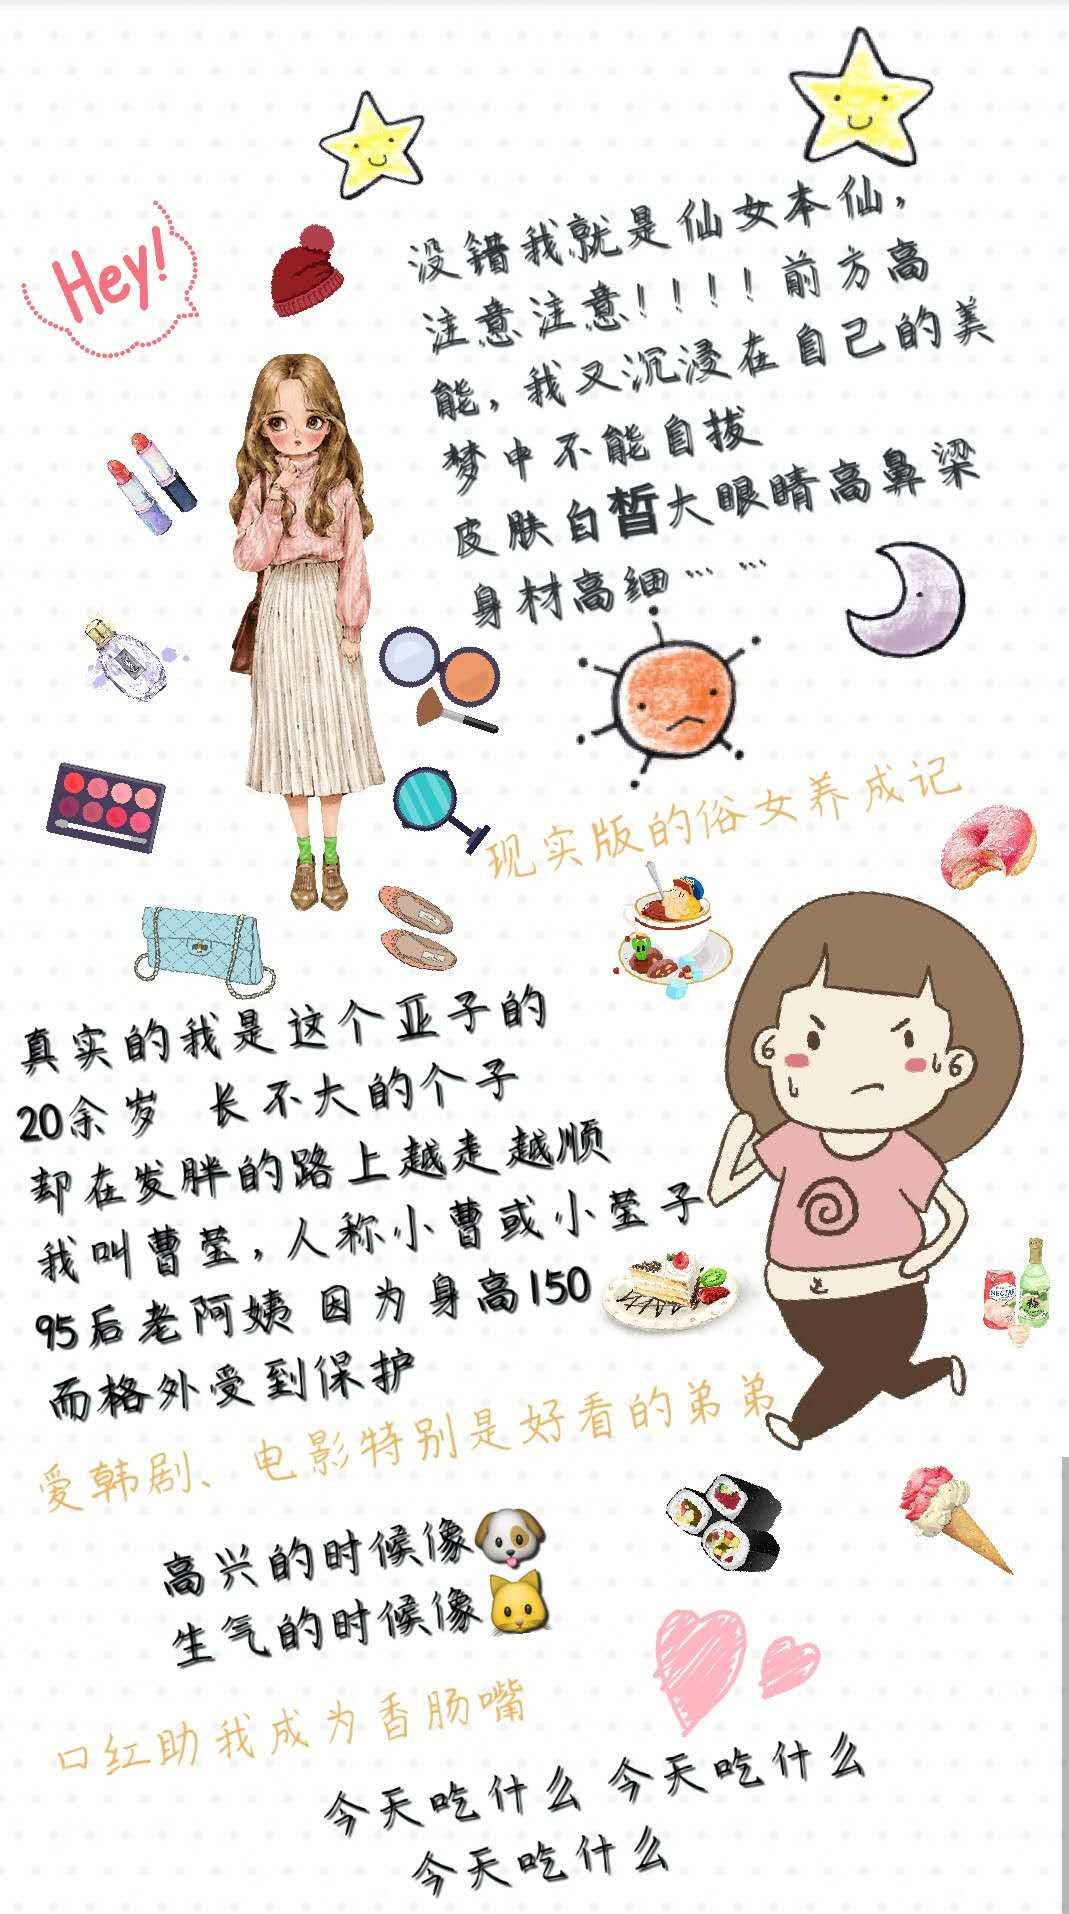 Hey!
没错我就是仙女本仙，
注意注意!!!!前方高
能，我又沉浸在自己的美
梦中不能自拔
皮肤白皙大眼睛高鼻梁
身材高细……
现实版的俗女养成记
真实的我是这个亚子的
20余岁 长不大的个子
却在发胖的路上越走越顺
我叫曹莹，人称小曹或小莹子
95后老阿姨 因为身高150
而格外受到保护
NECTAR
爱韩剧、电影特别是好看的弟弟
高兴的时候像🐶
生气的时候像🐱
口红助我成为香肠嘴
今天吃什么 今天吃什么
今天吃什么